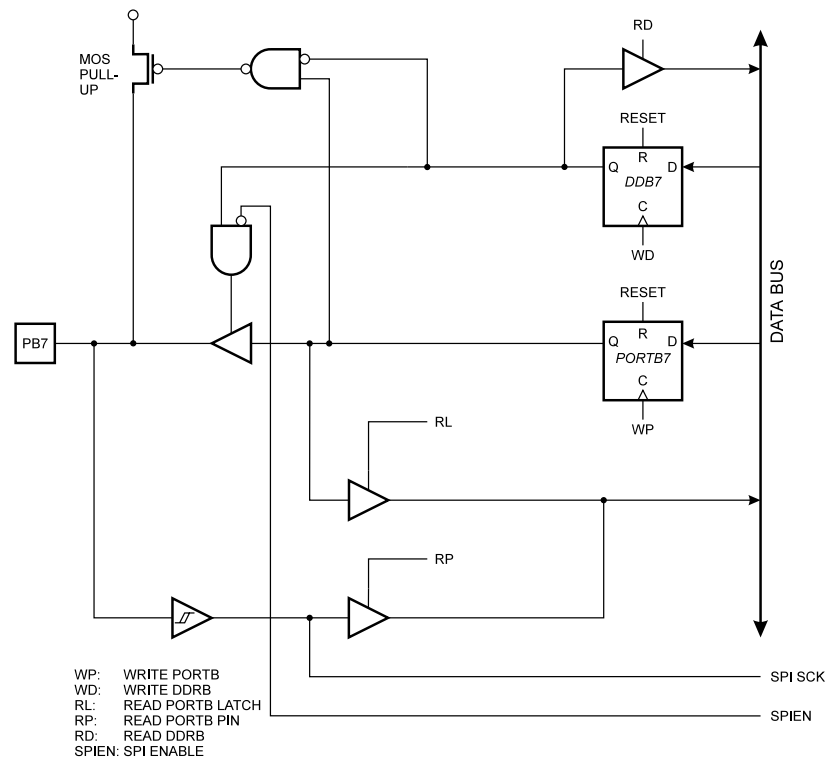 RD
MOS
PULL-
UP
RESET
R
Q
D
DDB7
C
WD
DATA BUS
RESET
PB7
R
Q
D
PORTB7
C
WP
RL
RP
WP: WRITE PORTB
WD: WRITE DDRB
RL: READ PORTB LATCH
RP: READ PORTB PIN
RD: READ DDRB
SPIEN: SPI ENABLE
SPI SCK
SPIEN